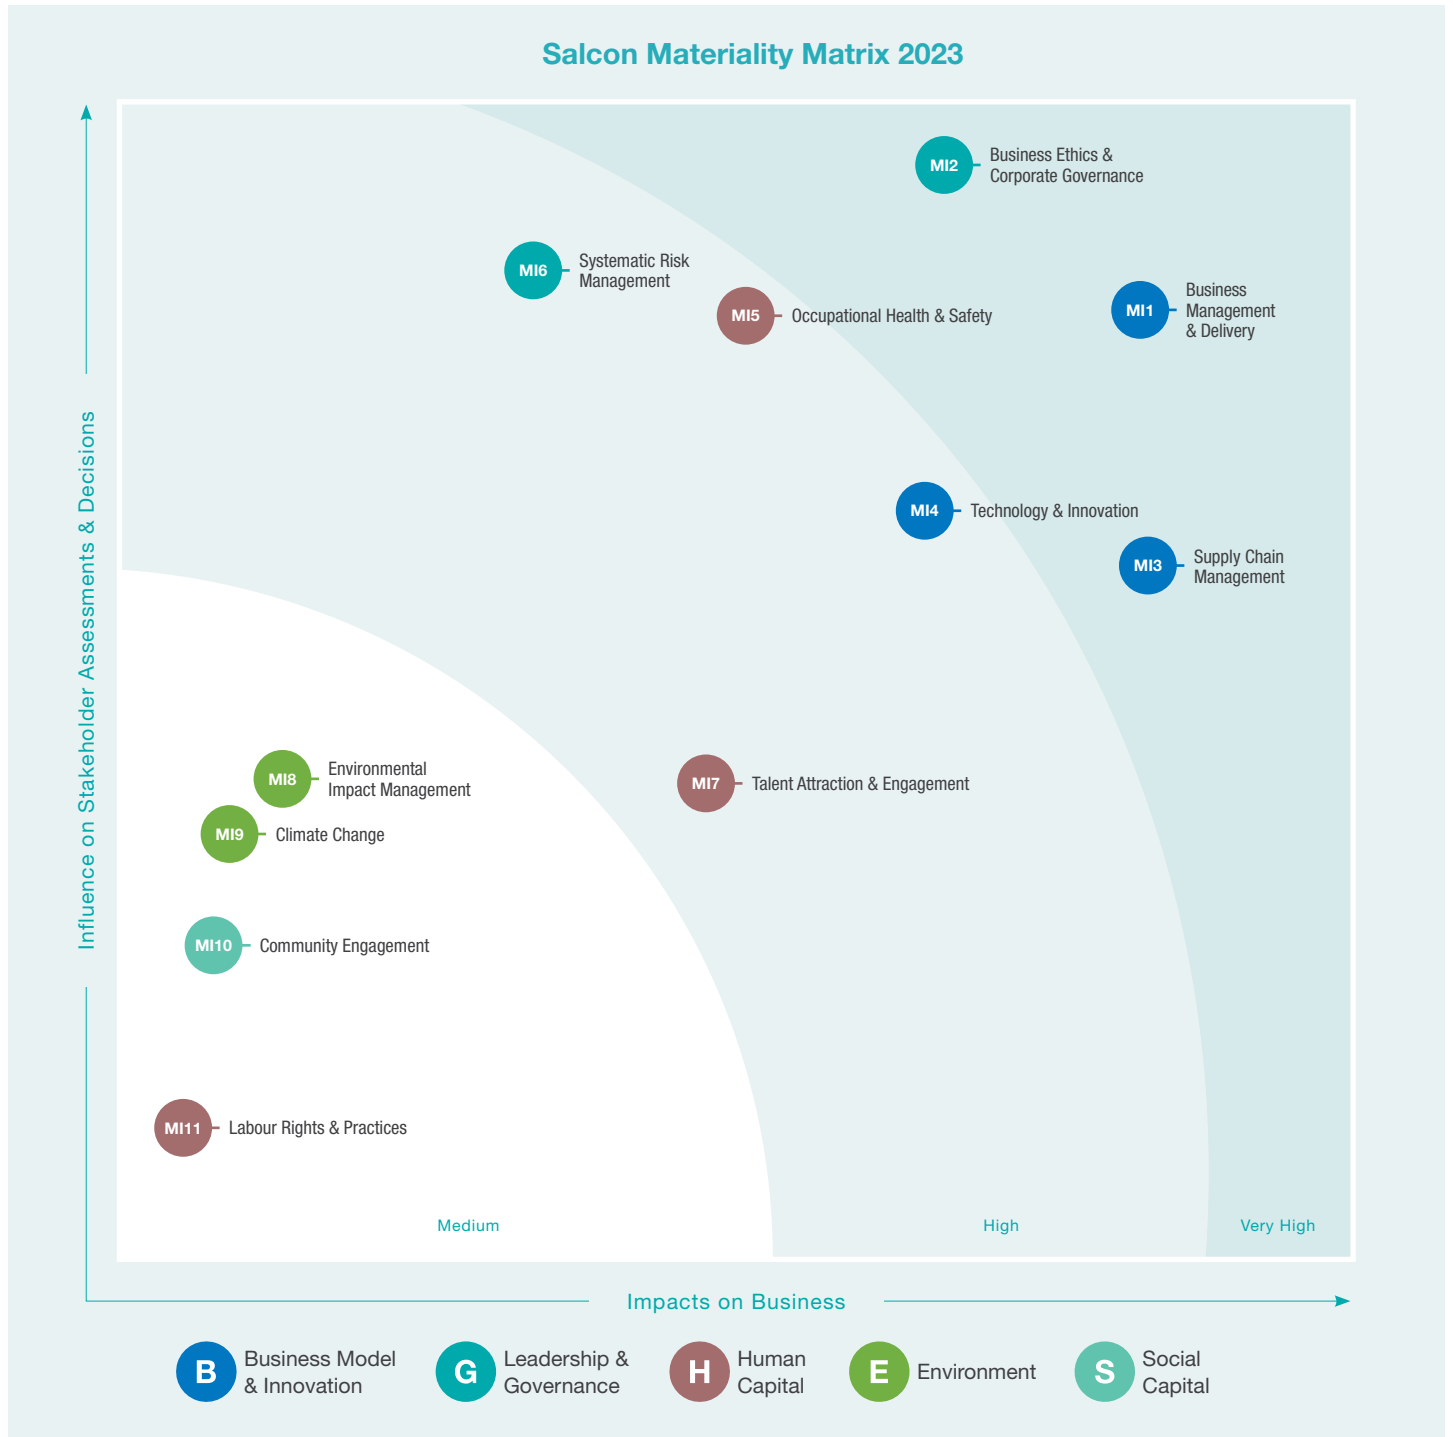 Salcon Materiality Matrix 2023
Influence on Stakeholder Assessments & Decisions
MI2
Business Ethics &
Corporate Governance
MI6
Systematic Risk
Management
MI5
Occupational Health & Safety
MI1
Business
Management
& Delivery
MI4
Technology & Innovation
MI3
Supply Chain
Management
MI8
Environmental
Impact Management
MI7
Talent Attraction & Engagement
MI9
Climate Change
MI10
Community Engagement
MI11
Labour Rights & Practices
Medium
High
Very High
Impacts on Business
B
Business Model
& Innovation
G
Leadership &
Governance
H
Human
Capital
E
Environment
S
Social
Capital